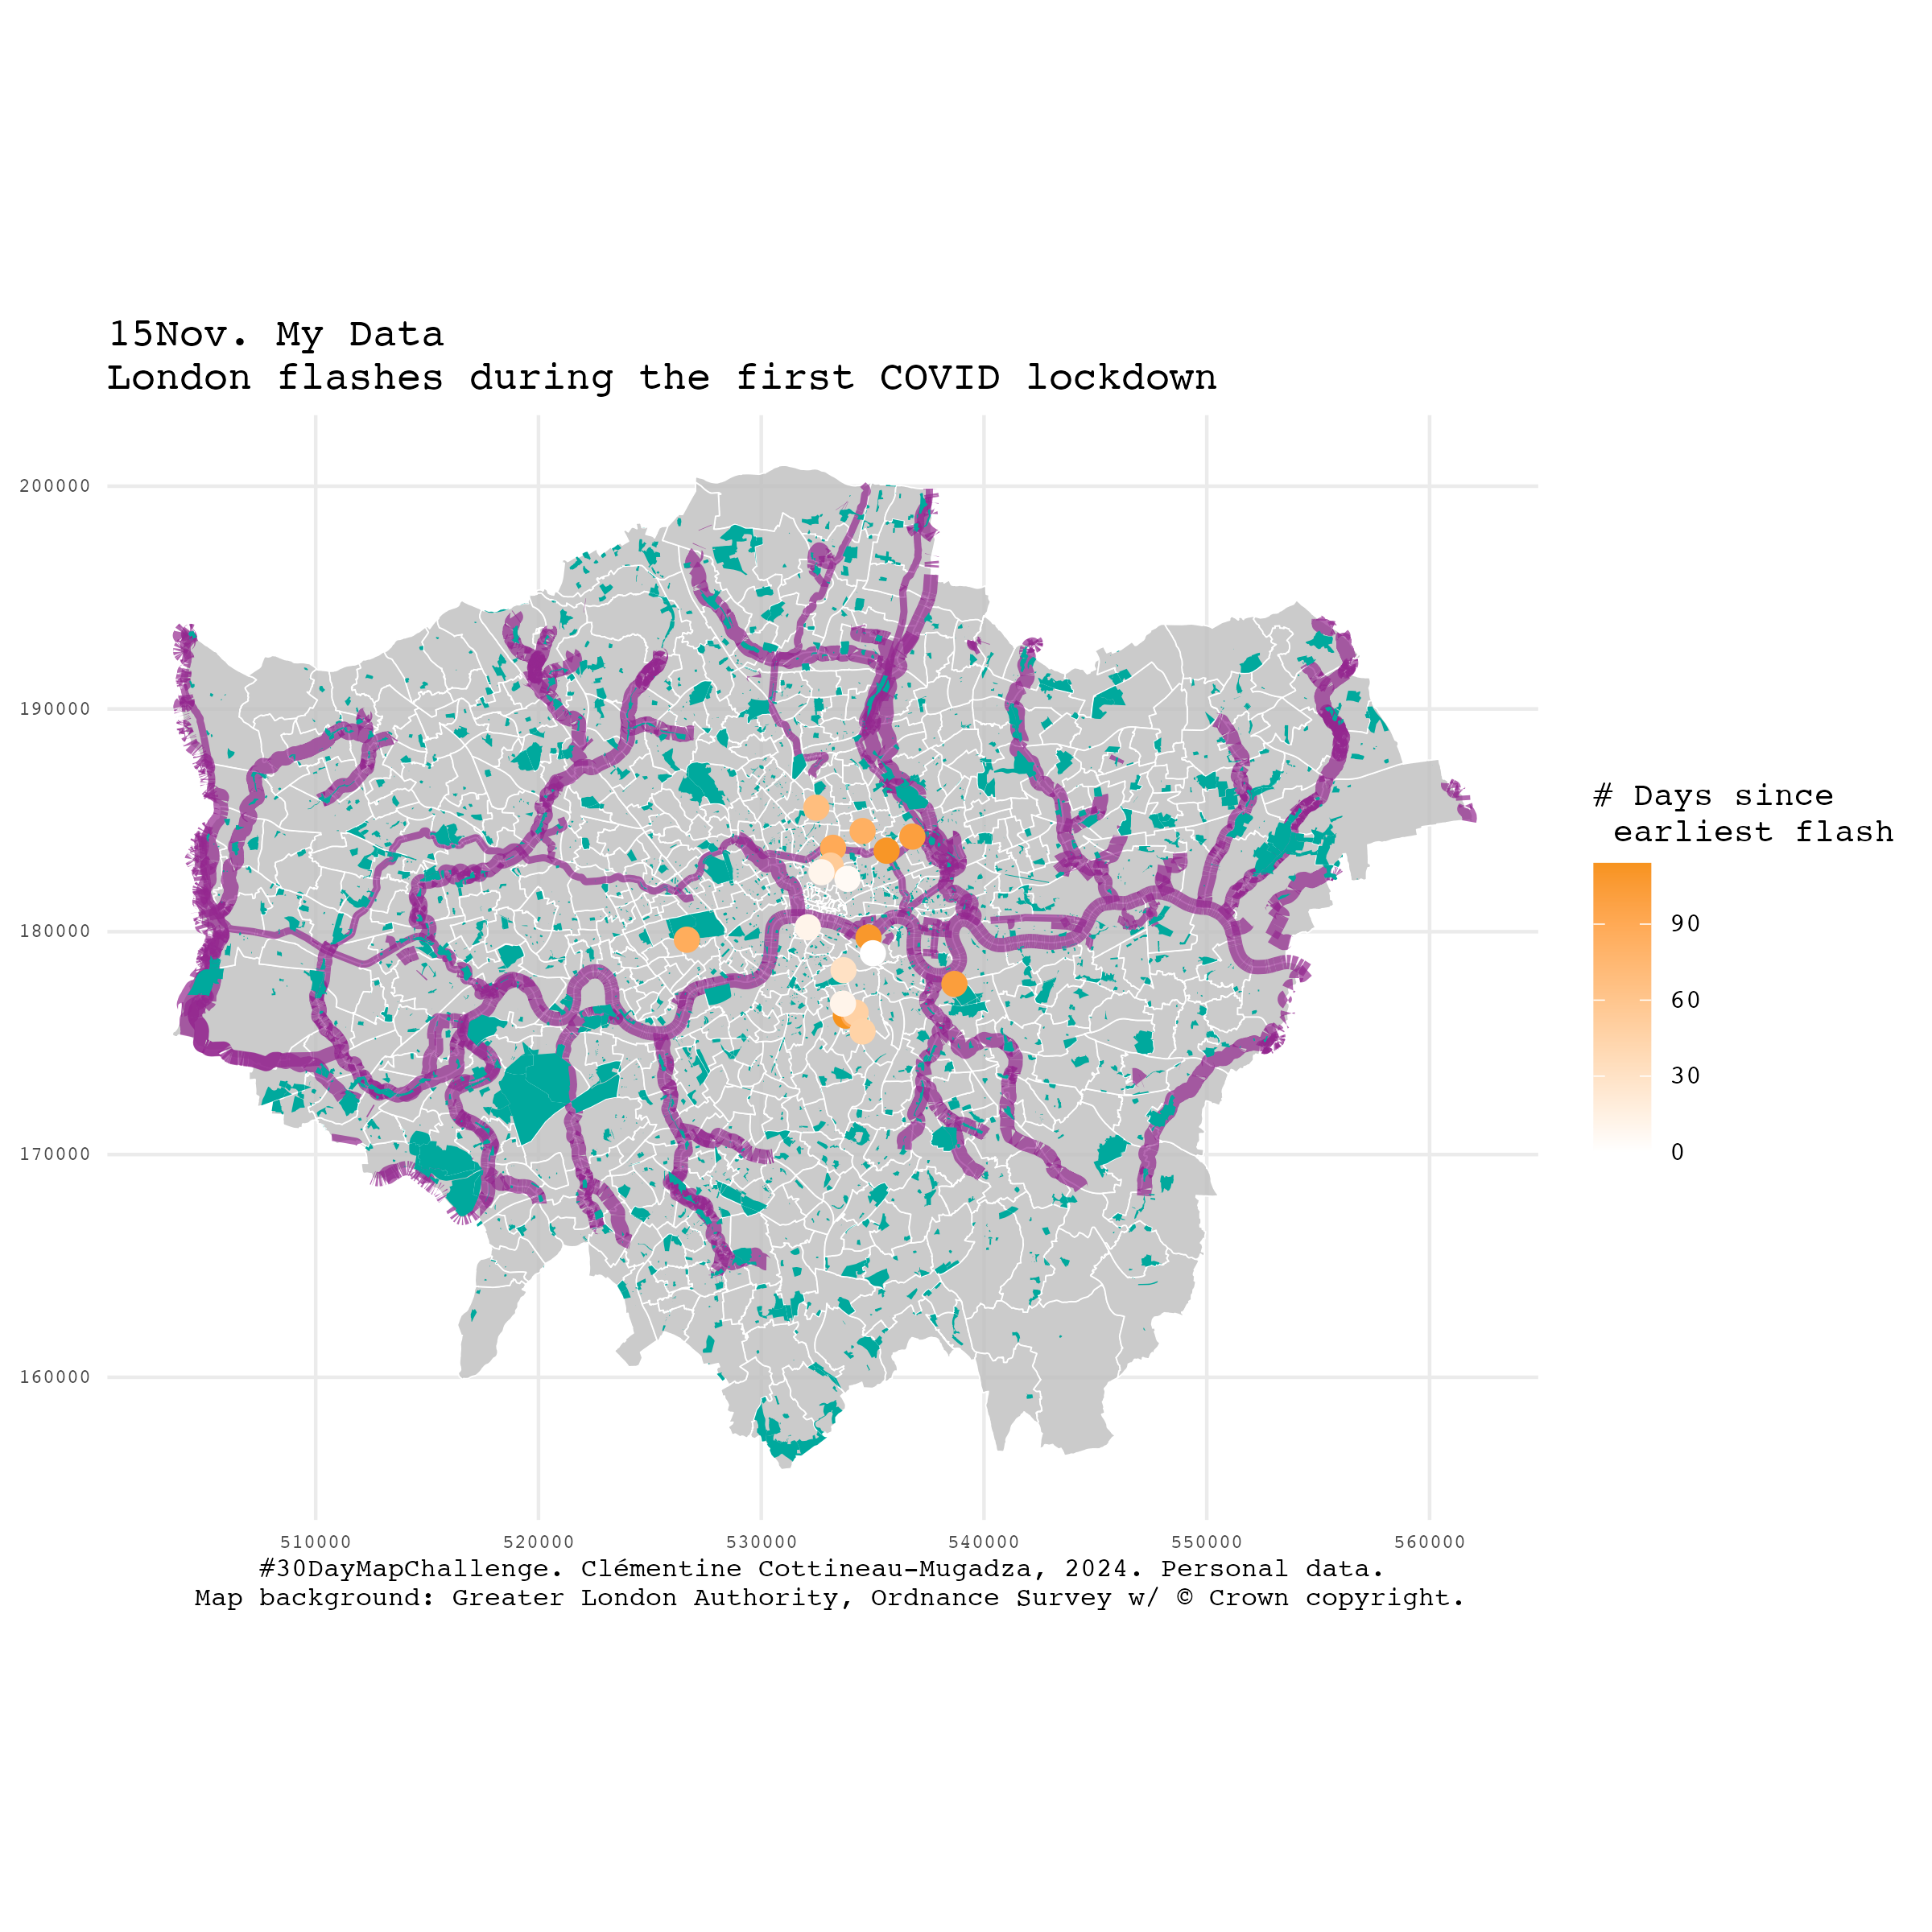 15Nov. My Data
London flashes during the first COVID lockdown
200000
190000
180000
170000
160000
510000
520000
530000
540000
550000
560000
# Days since
earliest flash
90
60
30
0
#30DayMapChallenge. Clémentine Cottineau-Mugadza, 2024. Personal data.
Map background: Greater London Authority, Ordnance Survey w/ © Crown copyright.